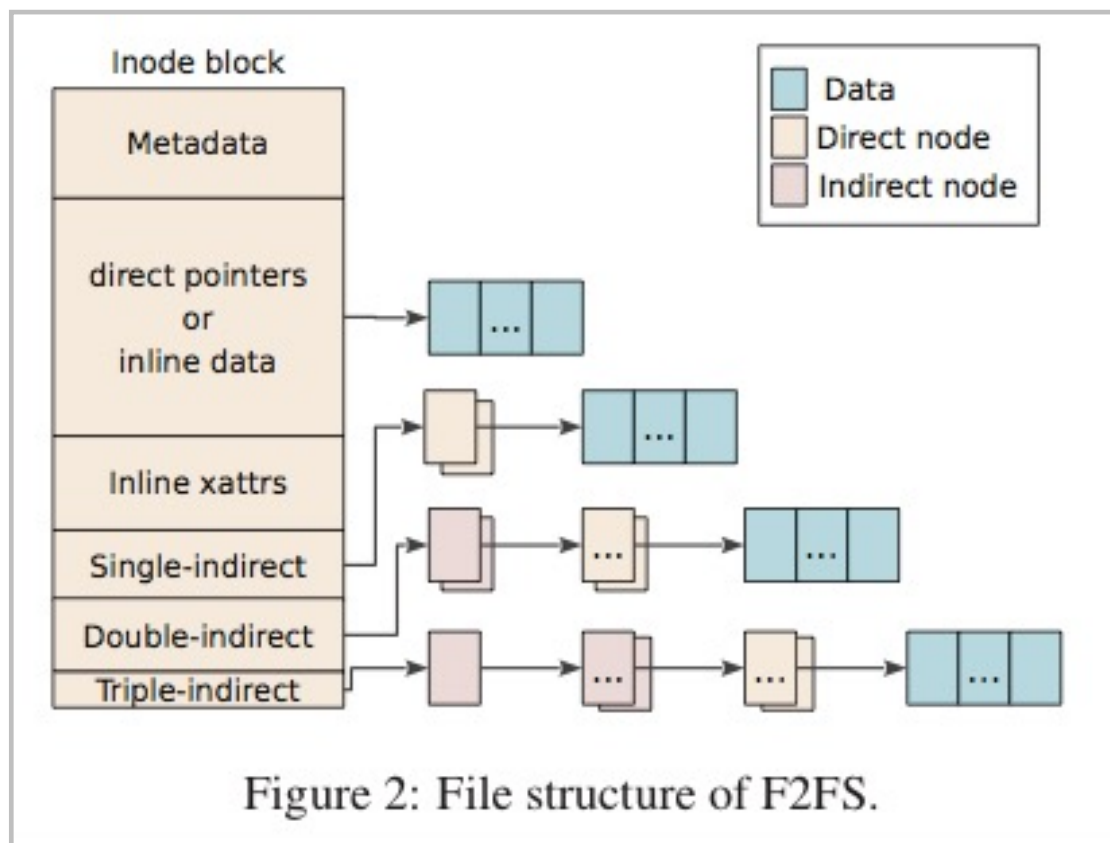 Inode block
Metadata
direct pointers
or
inline data
Inline xattrs
Single-indirect
Double-indirect
Triple-indirect
Data
Direct node
Indirect node
...
...
...
...
...
...
...
Figure 2: File structure of F2FS.